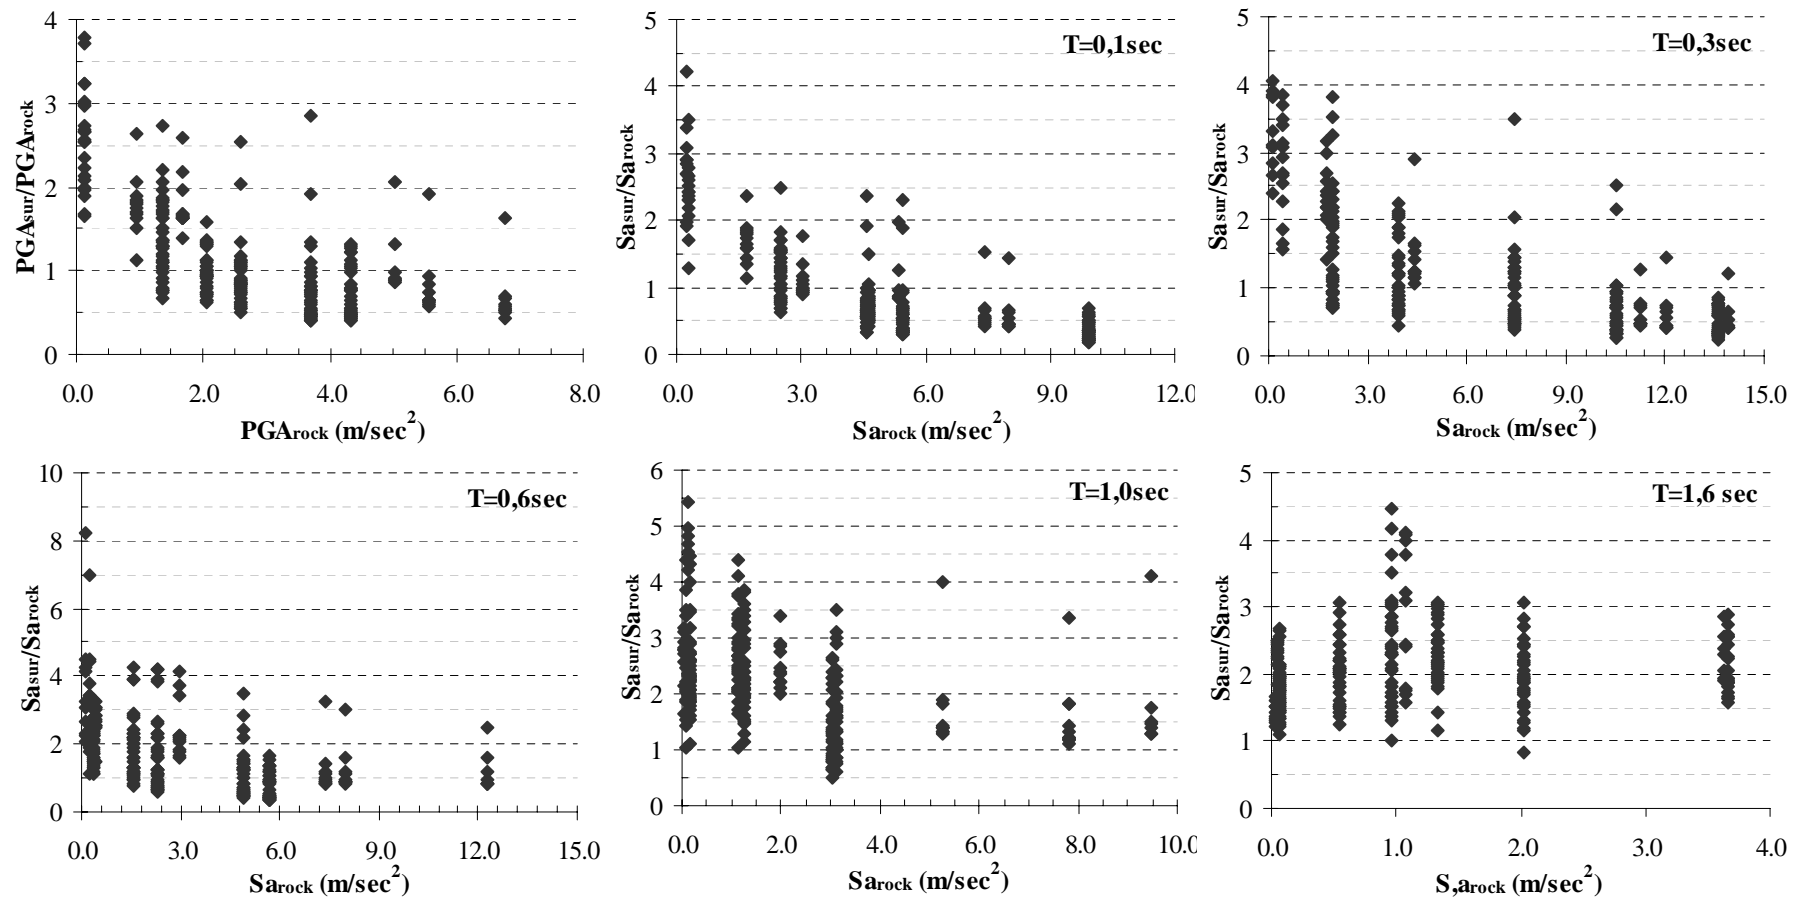 4
3
2
1
0
PGAsur/PGArock
0.0 2.0 4.0 6.0 8.0
PGArock (m/sec2)
T=0,1sec
5
4
3
2
1
0
Sasur/Sarock
0.0 3.0 6.0 9.0 12.0
Sarock (m/sec2)
T=0,3sec
5
4
3
2
1
0
Sasur/Sarock
0.0 3.0 6.0 9.0 12.0 15.0
Sarock (m/sec2)
T=0,6sec
10
8
6
4
2
0
Sasur/Sarock
0.0 3.0 6.0 9.0 12.0 15.0
Sarock (m/sec2)
T=1,0sec
6
5
4
3
2
1
0
Sasur/Sarock
0.0 2.0 4.0 6.0 8.0 10.0
Sarock (m/sec2)
T=1,6 sec
5
4
3
2
1
0
Sasur/Sarock
0.0 1.0 2.0 3.0 4.0
S,arock (m/sec2)